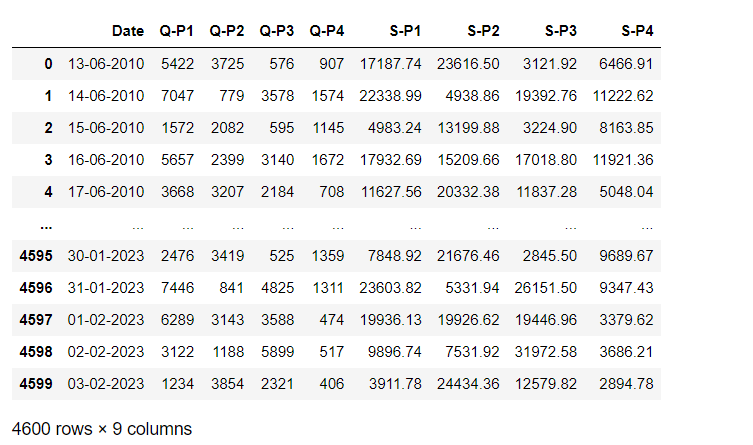 Date Q-P1 Q-P2 Q-P3 Q-P4 S-P1 S-P2 S-P3 S-P4
0 13-06-2010 5422 3725 576 907 17187.74 23616.50 3121.92 6466.91
1 14-06-2010 7047 779 3578 1574 22338.99 4938.86 19392.76 11222.62
2 15-06-2010 1572 2082 595 1145 4983.24 13199.88 3224.90 8163.85
3 16-06-2010 5657 2399 3140 1672 17932.69 15209.66 17018.80 11921.36
4 17-06-2010 3668 3207 2184 708 11627.56 20332.38 11837.28 5048.04
... ... ... ... ... ... ... ... ... ...
4595 30-01-2023 2476 3419 525 1359 7848.92 21676.46 2845.50 9689.67
4596 31-01-2023 7446 841 4825 1311 23603.82 5331.94 26151.50 9347.43
4597 01-02-2023 6289 3143 3588 474 19936.13 19926.62 19446.96 3379.62
4598 02-02-2023 3122 1188 5899 517 9896.74 7531.92 31972.58 3686.21
4599 03-02-2023 1234 3854 2321 406 3911.78 24434.36 12579.82 2894.78
4600 rows × 9 columns